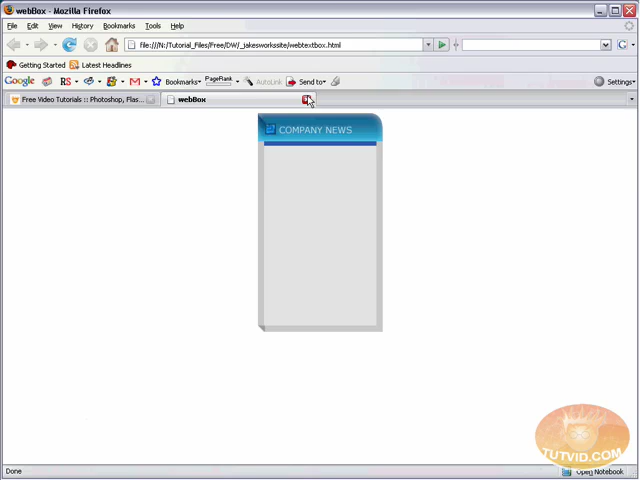 webBox - Mozilla Firefox
File Edit View History Bookmarks Tools Help
file:///N:/Tutorial_Files/Free/DW/_jakesworkssite/webtextbox.html
Getting Started Latest Headlines
Google RS Bookmarks PageRank AutoLink Send to Settings
Free Video Tutorials :: Photoshop, Flas... webBox
COMPANY NEWS
TUTVID.COM
Done Open Notebook